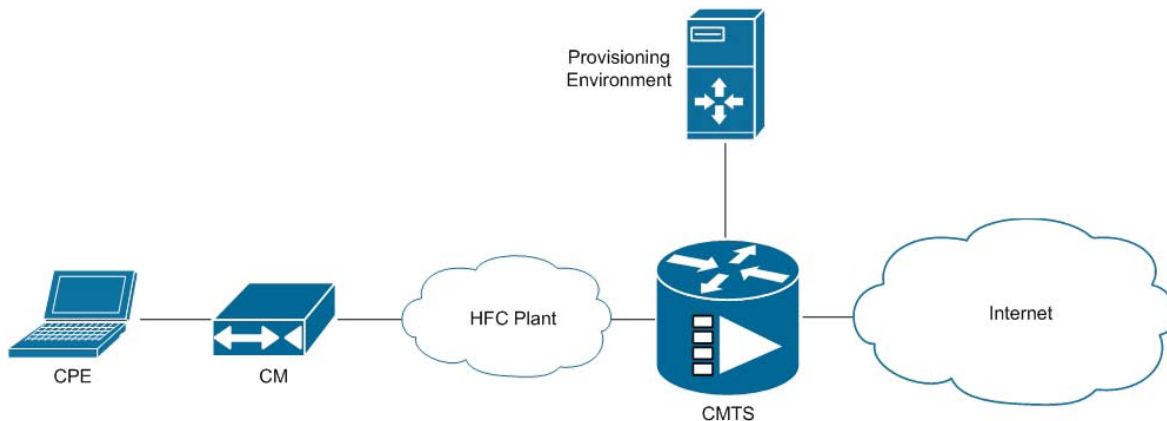 Provisioning
Environment
HFC Plant
Internet
CPE
CM
CMTS